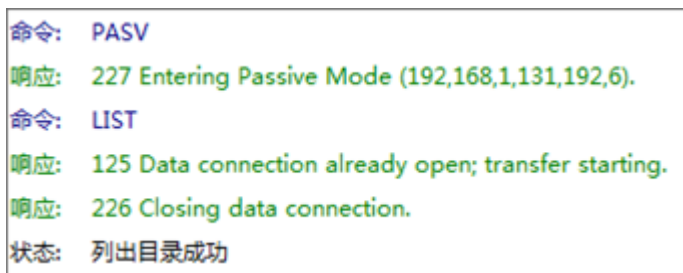 命令: PASV
响应: 227 Entering Passive Mode (192,168,1,131,192,6).
命令: LIST
响应: 125 Data connection already open; transfer starting.
响应: 226 Closing data connection.
状态: 列出目录成功